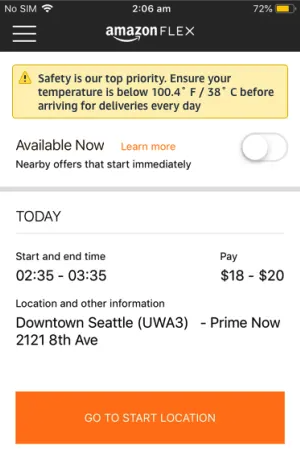 No SIM 2:06 am 72%
amazon FLEX
Safety is our top priority. Ensure your
temperature is below 100.4° F / 38° C before
arriving for deliveries every day
Available Now Learn more
Nearby offers that start immediately
TODAY
Start and end time Pay
02:35 - 03:35 $18 - $20
Location and other information
Downtown Seattle (UWA3) - Prime Now
2121 8th Ave
GO TO START LOCATION